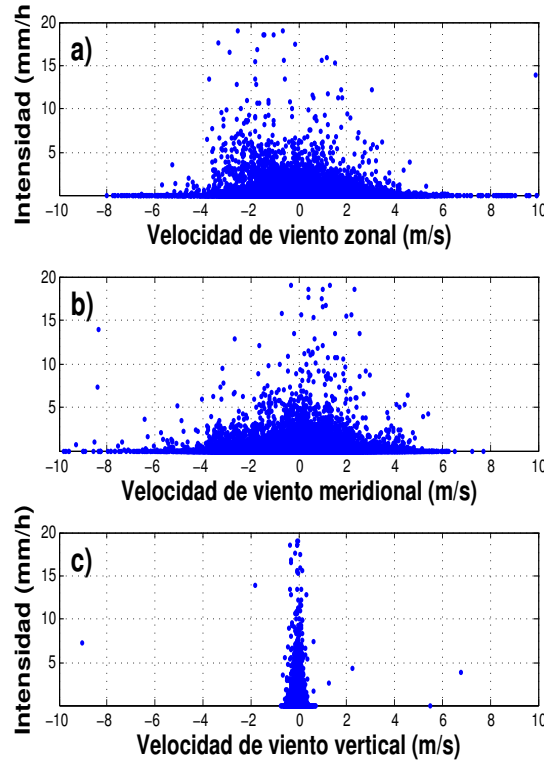 20
a)
15
10
5
Intensidad (mm/h)
−10 −8 −6 −4 −2 0 2 4 6 8 10
Velocidad de viento zonal (m/s)
20
b)
15
10
5
Intensidad (mm/h)
−10 −8 −6 −4 −2 0 2 4 6 8 10
Velocidad de viento meridional (m/s)
20
c)
15
10
5
Intensidad (mm/h)
−10 −8 −6 −4 −2 0 2 4 6 8 10
Velocidad de viento vertical (m/s)